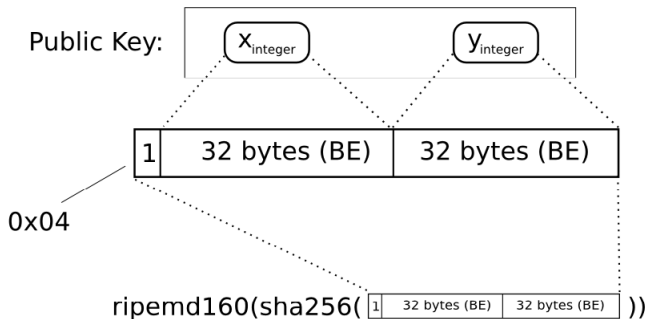 Public Key: x integer y integer
1 32 bytes (BE) 32 bytes (BE)
0x04
ripemd160(sha256( 1 32 bytes (BE) 32 bytes (BE) ))